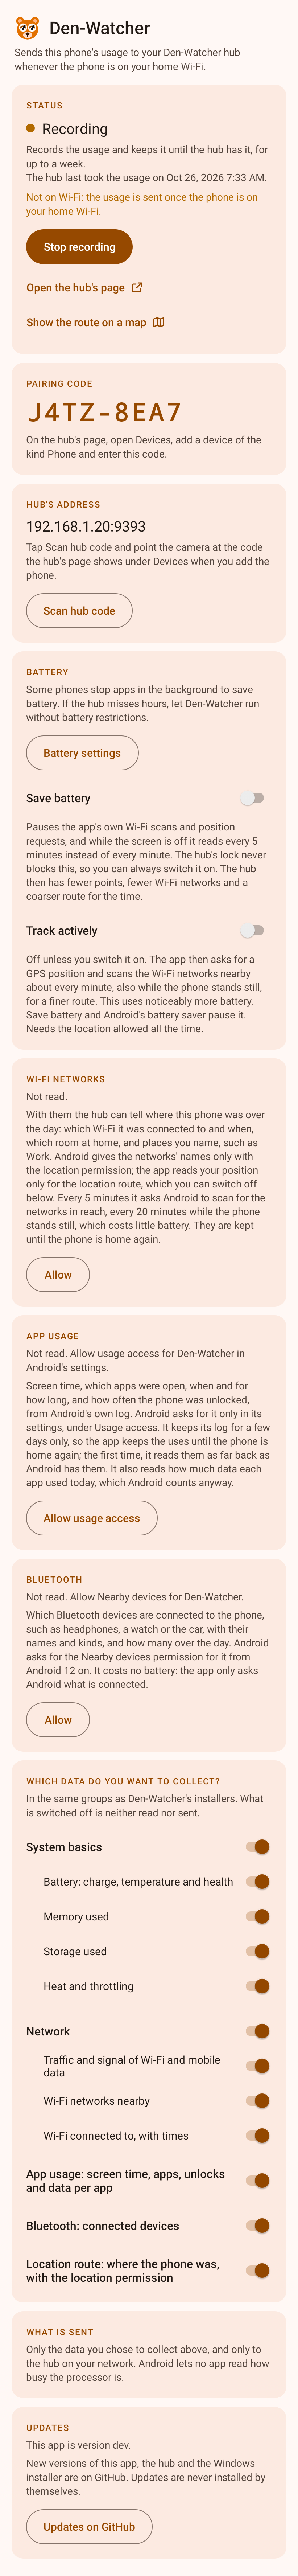 Den-Watcher
Sends this phone's usage to your Den-Watcher hub
whenever the phone is on your home Wi-Fi.
STATUS
Recording
Records the usage and keeps it until the hub has it, for
up to a week.
The hub last took the usage on Oct 26, 2026 7:33 AM.
Not on Wi-Fi: the usage is sent once the phone is on
your home Wi-Fi.
Stop recording
Open the hub's page
Show the route on a map
PAIRING CODE
J4TZ-8EA7
On the hub's page, open Devices, add a device of the
kind Phone and enter this code.
HUB'S ADDRESS
192.168.1.20:9393
Tap Scan hub code and point the camera at the code
the hub's page shows under Devices when you add the
phone.
Scan hub code
BATTERY
Some phones stop apps in the background to save
battery. If the hub misses hours, let Den-Watcher run
without battery restrictions.
Battery settings
Save battery
Pauses the app's own Wi-Fi scans and position
requests, and while the screen is off it reads every 5
minutes instead of every minute. The hub's lock never
blocks this, so you can always switch it on. The hub
then has fewer points, fewer Wi-Fi networks and a
coarser route for the time.
Track actively
Off unless you switch it on. The app then asks for a
GPS position and scans the Wi-Fi networks nearby
about every minute, also while the phone stands still,
for a finer route. This uses noticeably more battery.
Save battery and Android's battery saver pause it.
Needs the location allowed all the time.
WI-FI NETWORKS
Not read.
With them the hub can tell where this phone was over
the day: which Wi-Fi it was connected to and when,
which room at home, and places you name, such as
Work. Android gives the networks' names only with
the location permission; the app reads your position
only for the location route, which you can switch off
below. Every 5 minutes it asks Android to scan for the
networks in reach, every 20 minutes while the phone
stands still, which costs little battery. They are kept
until the phone is home again.
Allow
APP USAGE
Not read. Allow usage access for Den-Watcher in
Android's settings.
Screen time, which apps were open, when and for
how long, and how often the phone was unlocked,
from Android's own log. Android asks for it only in its
settings, under Usage access. It keeps its log for a few
days only, so the app keeps the uses until the phone is
home again; the first time, it reads them as far back as
Android has them. It also reads how much data each
app used today, which Android counts anyway.
Allow usage access
BLUETOOTH
Not read. Allow Nearby devices for Den-Watcher.
Which Bluetooth devices are connected to the phone,
such as headphones, a watch or the car, with their
names and kinds, and how many over the day. Android
asks for the Nearby devices permission for it from
Android 12 on. It costs no battery: the app only asks
Android what is connected.
Allow
WHICH DATA DO YOU WANT TO COLLECT?
In the same groups as Den-Watcher's installers. What
is switched off is neither read nor sent.
System basics
Battery: charge, temperature and health
Memory used
Storage used
Heat and throttling
Network
Traffic and signal of Wi-Fi and mobile
data
Wi-Fi networks nearby
Wi-Fi connected to, with times
App usage: screen time, apps, unlocks
and data per app
Bluetooth: connected devices
Location route: where the phone was,
with the location permission
WHAT IS SENT
Only the data you chose to collect above, and only to
the hub on your network. Android lets no app read how
busy the processor is.
UPDATES
This app is version dev.
New versions of this app, the hub and the Windows
installer are on GitHub. Updates are never installed by
themselves.
Updates on GitHub